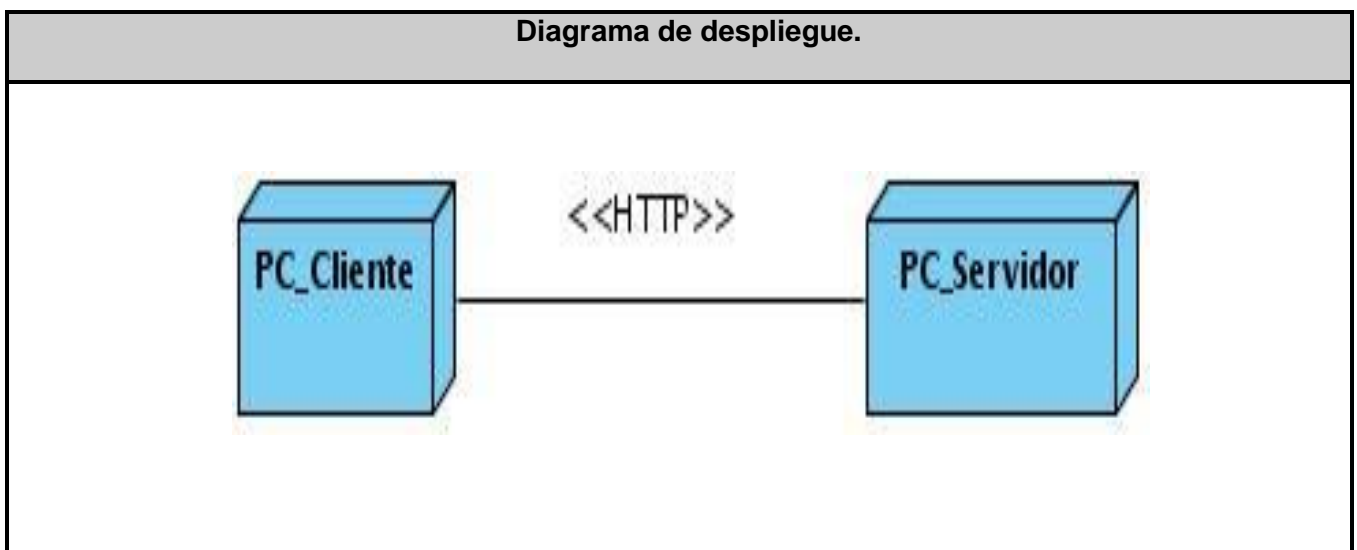 Diagrama de despliegue.
<<HTTP>>
PC_Cliente
PC_Servidor